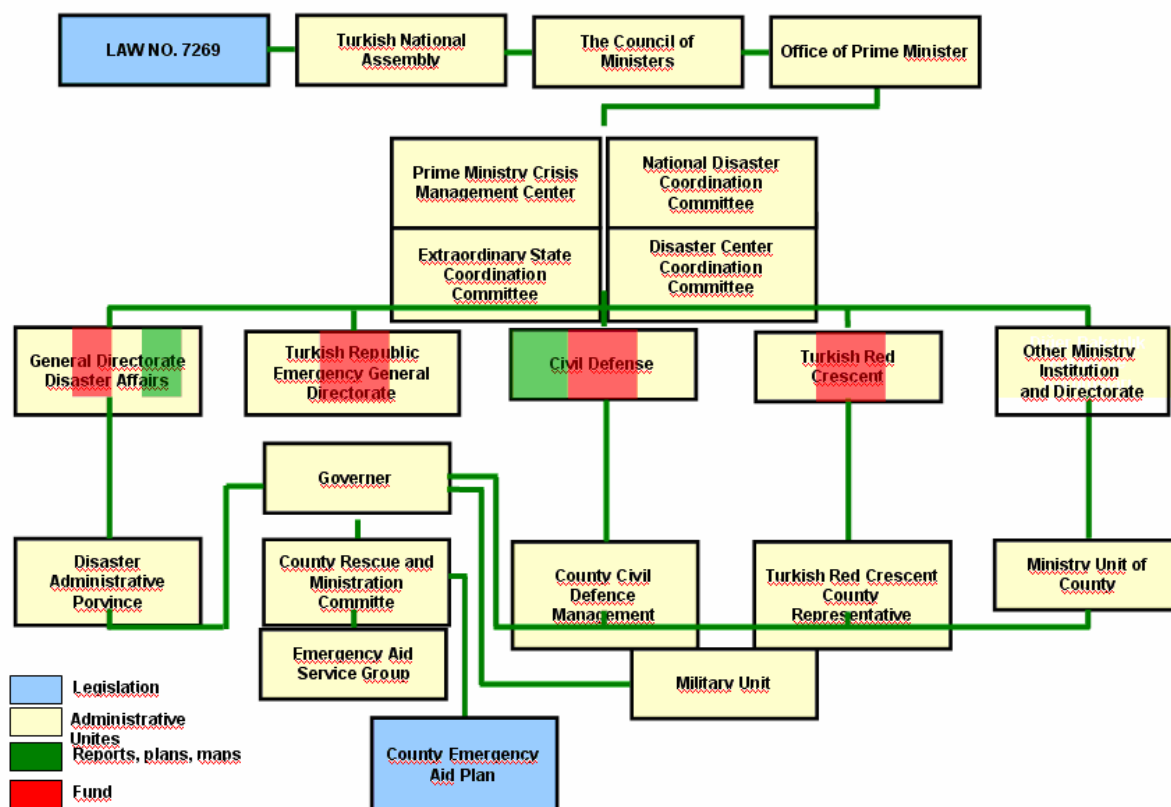 LAW NO. 7269
Turkish National
Assembly
The Council of
Ministers
Office of Prime Minister
Prime Ministry Crisis
Management Center
National Disaster
Coordination
Committee
Extraordinary State
Coordination
Committee
Disaster Center
Coordination
Committee
General Directorate
Disaster Affairs
Turkish Republic
Emergency General
Directorate
Civil Defense
Turkish Red
Crescent
Other Ministry
Institution
and Directorate
Governer
Disaster
Administrative
Porvince
County Rescue and
Ministration
Committe
County Civil
Defence
Management
Turkish Red Crescent
County
Representative
Ministry Unit of
County
Emergency Aid
Service Group
Military Unit
County Emergency
Aid Plan
Legislation
Administrative
Unites
Reports, plans, maps
Fund